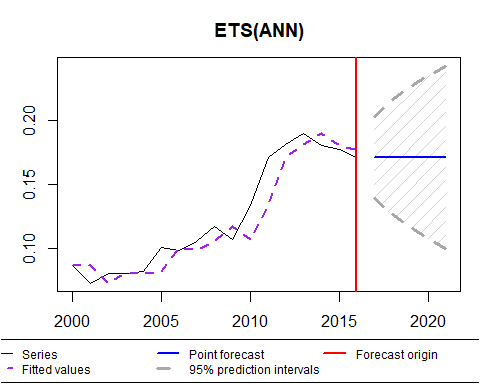 ETS(ANN)
0.20
0.15
0.10
2000 2005 2010 2015 2020
Series Point forecast Forecast origin
Fitted values 95% prediction intervals